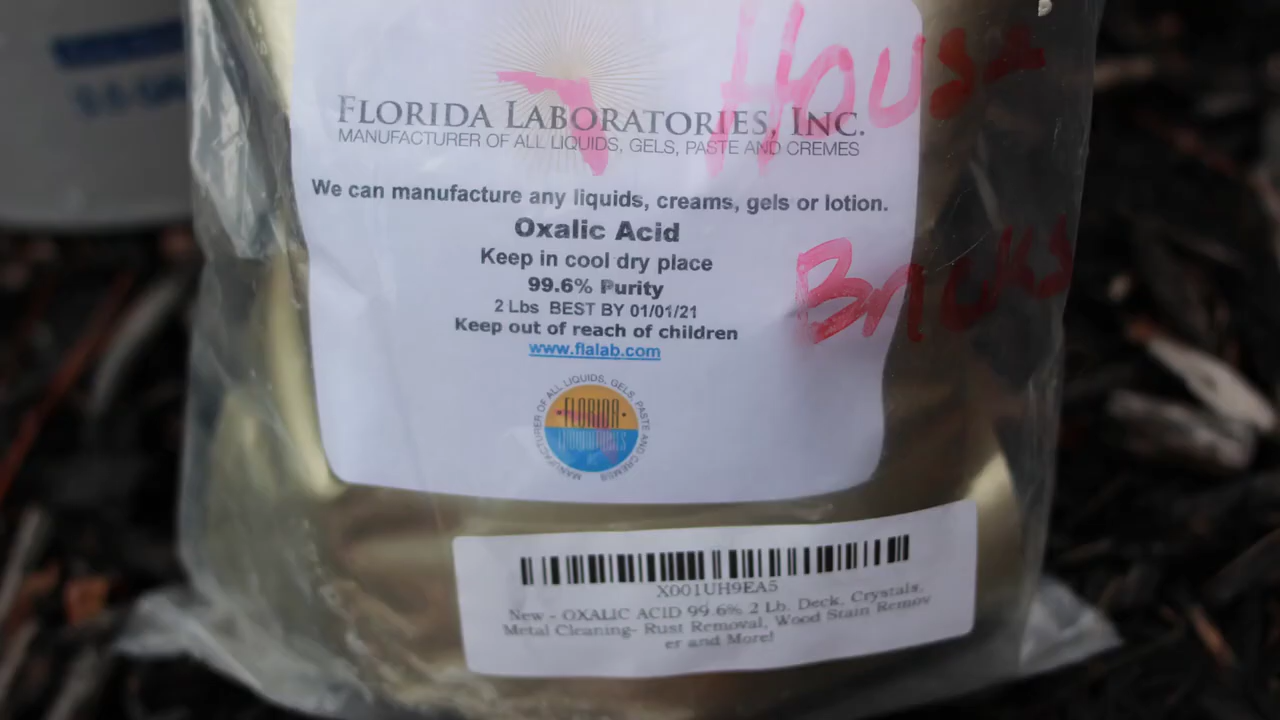 House
FLORIDA LABORATORIES, INC.
MANUFACTURER OF ALL LIQUIDS, GELS, PASTE AND CREMES
We can manufacture any liquids, creams, gels or lotion.
Oxalic Acid
Keep in cool dry place
99.6% Purity
2 Lbs BEST BY 01/01/21
Keep out of reach of children
www.flalab.com
Bricks
MANUFACTURER OF ALL LIQUIDS, GELS, PASTE AND CREMES
FLORIDA
X001UH9EA5
New - OXALIC ACID 99.6% 2 Lb. Deck, Crystals,
Metal Cleaning- Rust Removal, Wood Stain Remov
er and More!